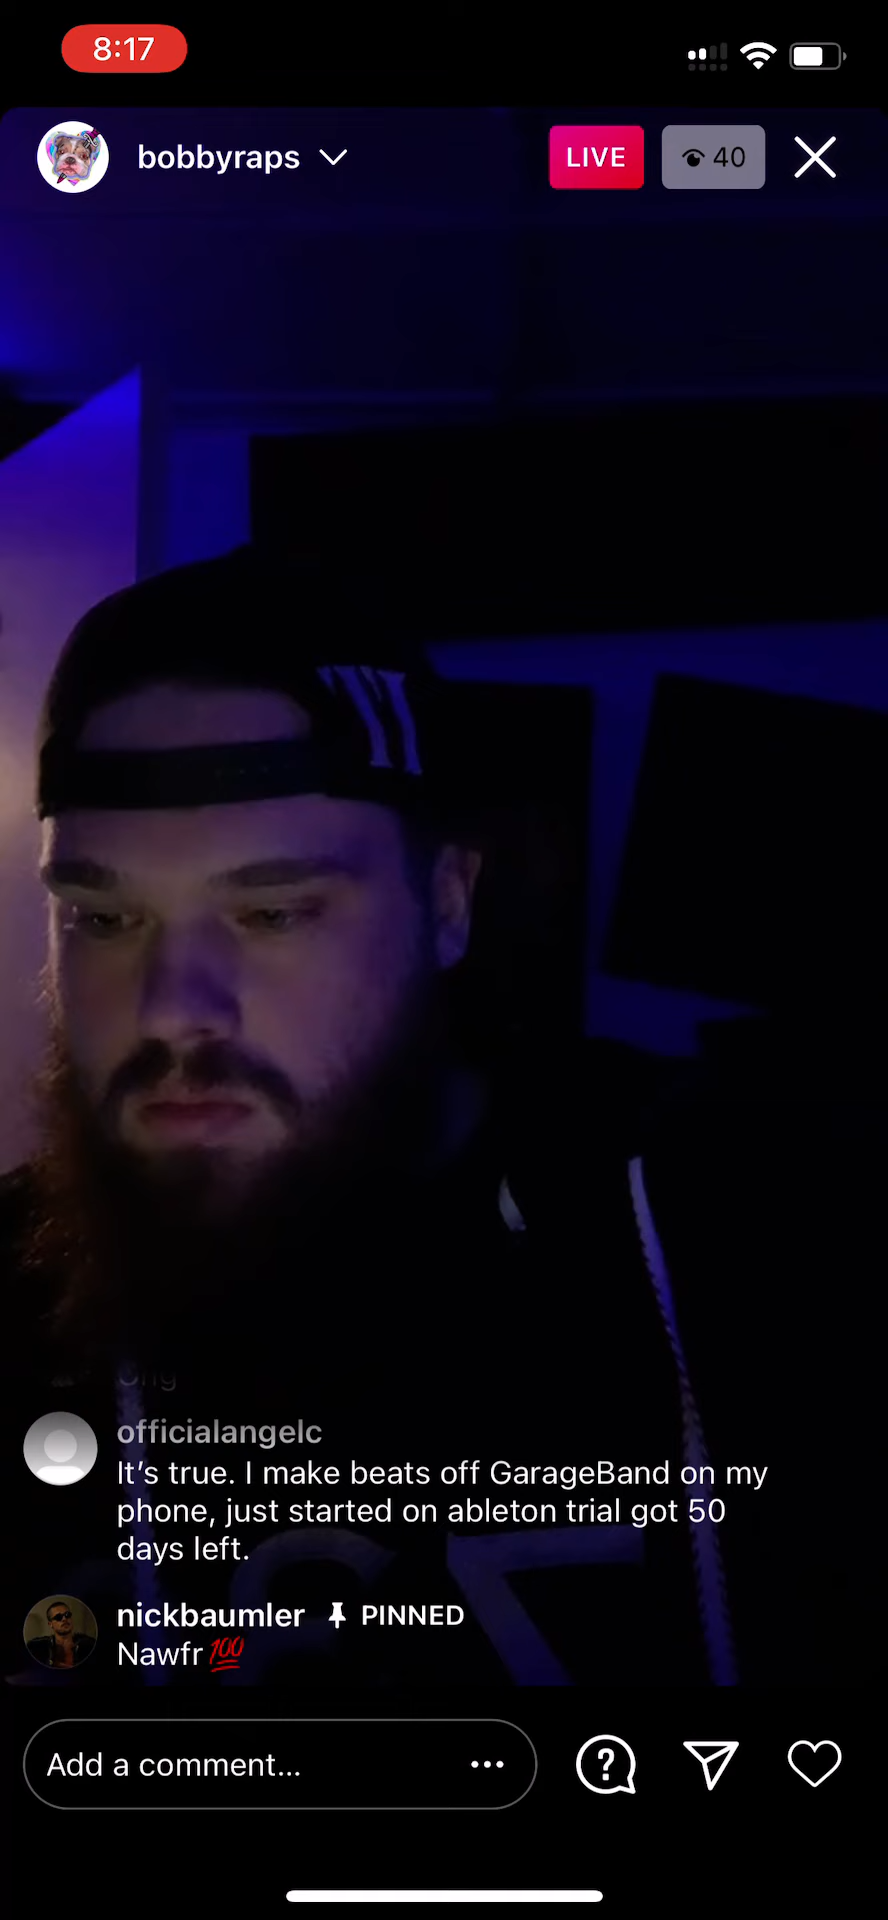 8:17
bobbyraps
LIVE
40
officialangelc
It's true. I make beats off GarageBand on my
phone, just started on ableton trial got 50
days left.
nickbaumler PINNED
Nawfr 💯
Add a comment...